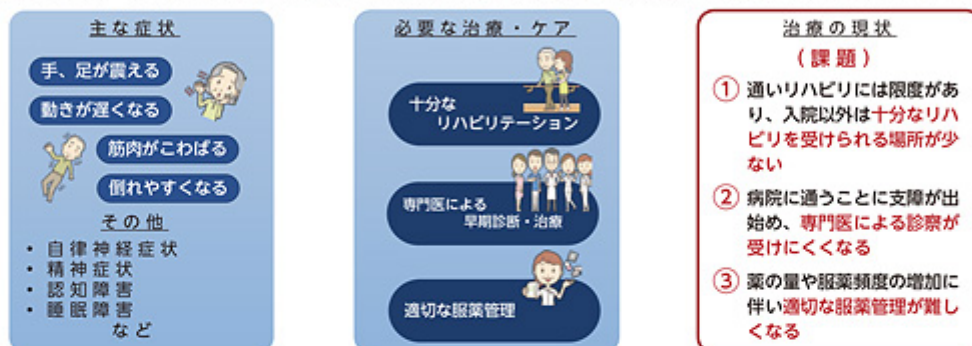 主な症状
手、足が震える
動きが遅くなる
筋肉がこわばる
倒れやすくなる
その他
・ 自律神経症状
・ 精神症状
・ 認知障害
・ 睡眠障害
など
必要な治療・ケア
十分な
リハビリテーション
専門医による
早期診断・治療
適切な服薬管理
治療の現状
(課題)
① 通いリハビリには限度があ
り、入院以外は十分なリハ
ビリを受けられる場所が少
ない
② 病院に通うことに支障が出
始め、専門医による診察が
受けにくくなる
③ 薬の量や服薬頻度の増加に
伴い適切な服薬管理が難し
くなる